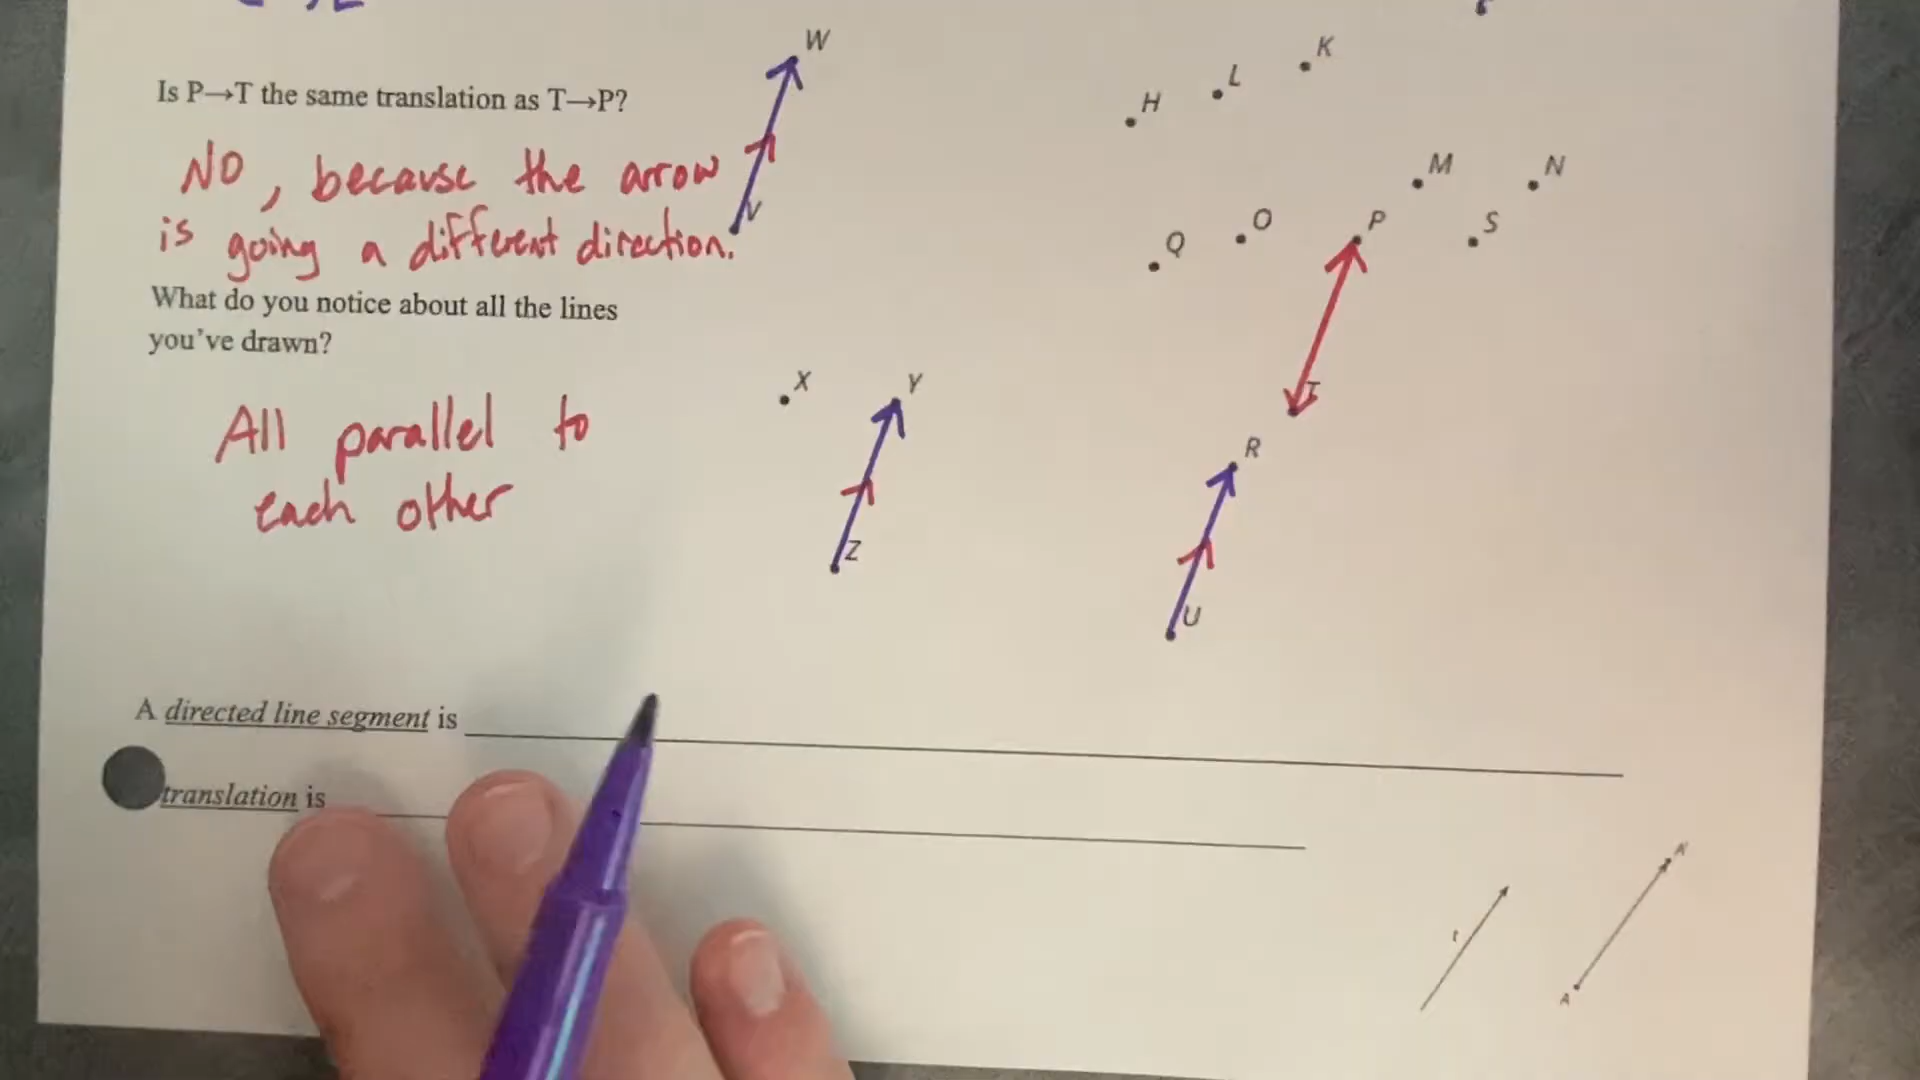 W
K
L
H
Is P→T the same translation as T→P?
NO, because the arrow
is going a different direction.
V
M
N
P
S
O
Q
What do you notice about all the lines
you've drawn?
X
Y
T
All parallel to
each other
R
Z
U
A directed line segment is
translation is
A'
t
A